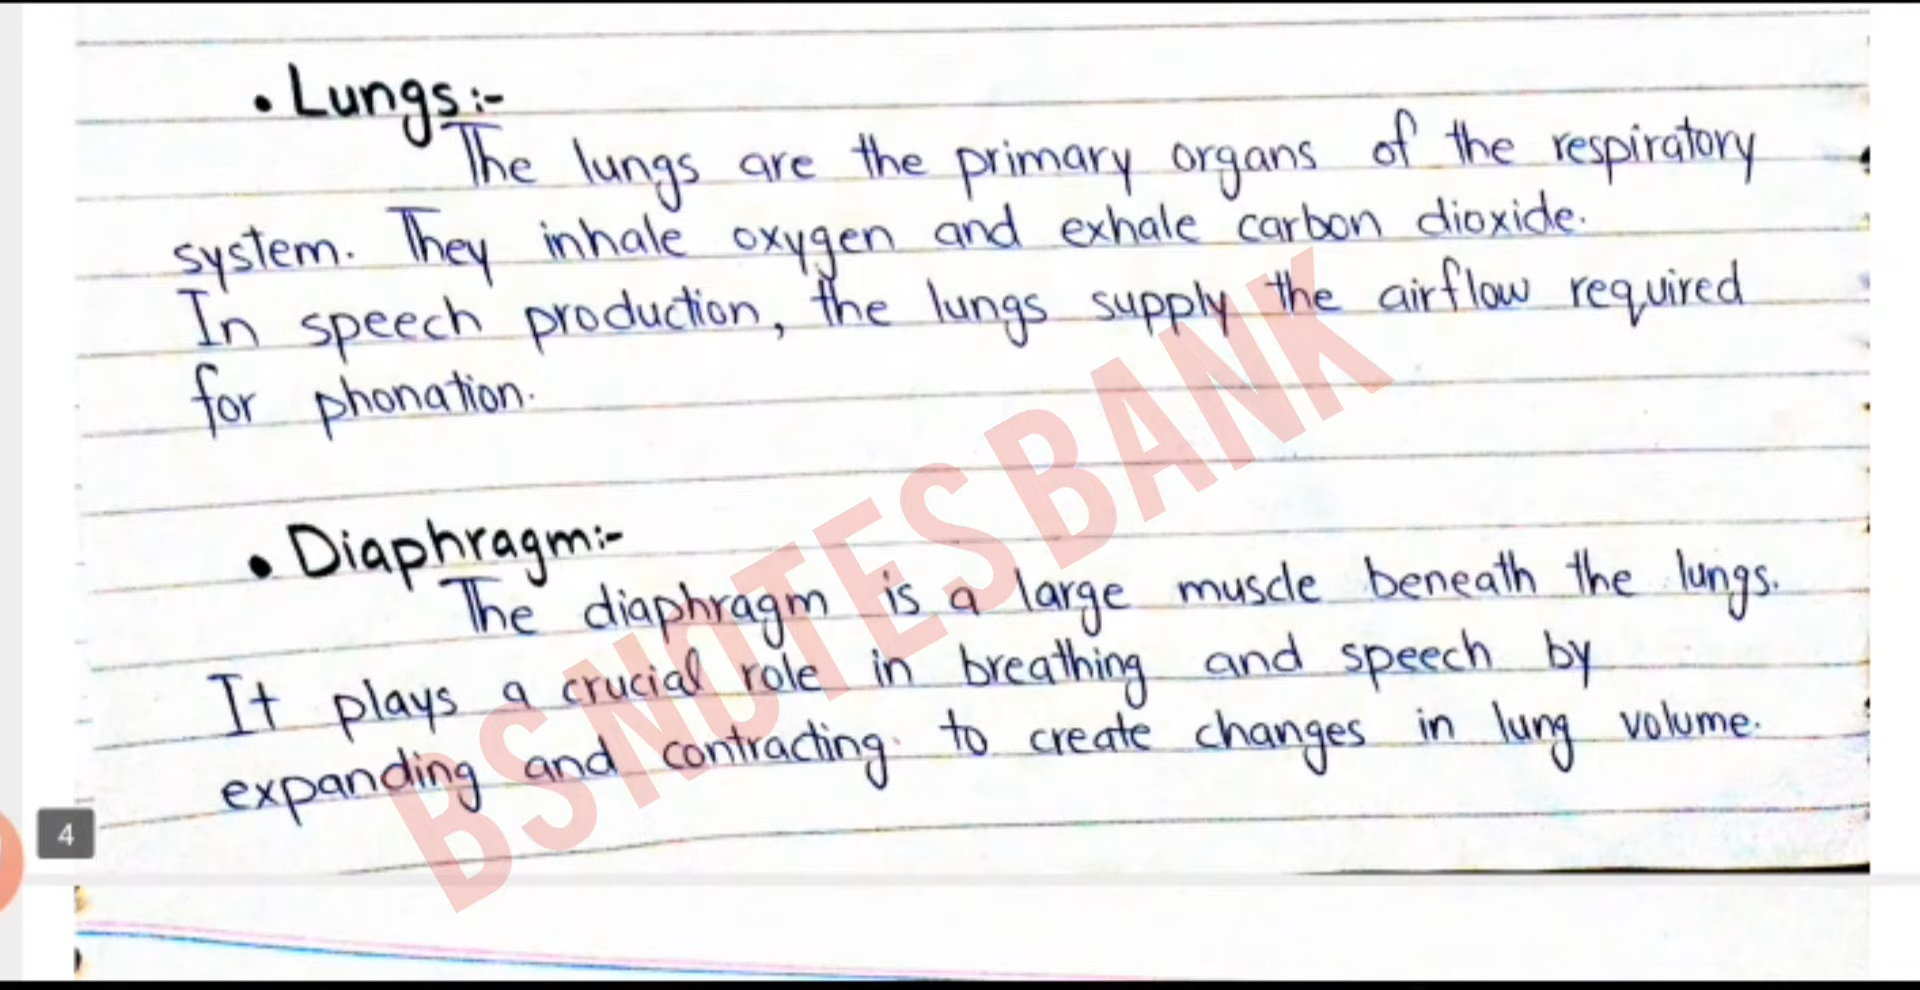 • Lungs:-
The lungs are the primary organs of the respiratory
system. They inhale oxygen and exhale carbon dioxide.
In speech production, the lungs supply the airflow required
for phonation.
• Diaphragm:-
The diaphragm is a large muscle beneath the lungs.
It plays a crucial role in breathing and speech by
expanding and contracting to create changes in lung volume.
4
BSNOTESBANK